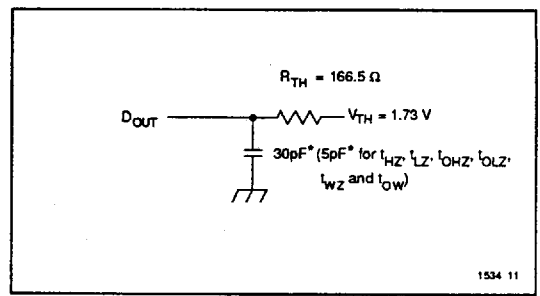 R_TH = 166.5 Ω
D_OUT
V_TH = 1.73 V
30pF* (5pF* for t_HZ, t_LZ, t_OHZ, t_OLZ,
t_WZ and t_OW)
1534 11